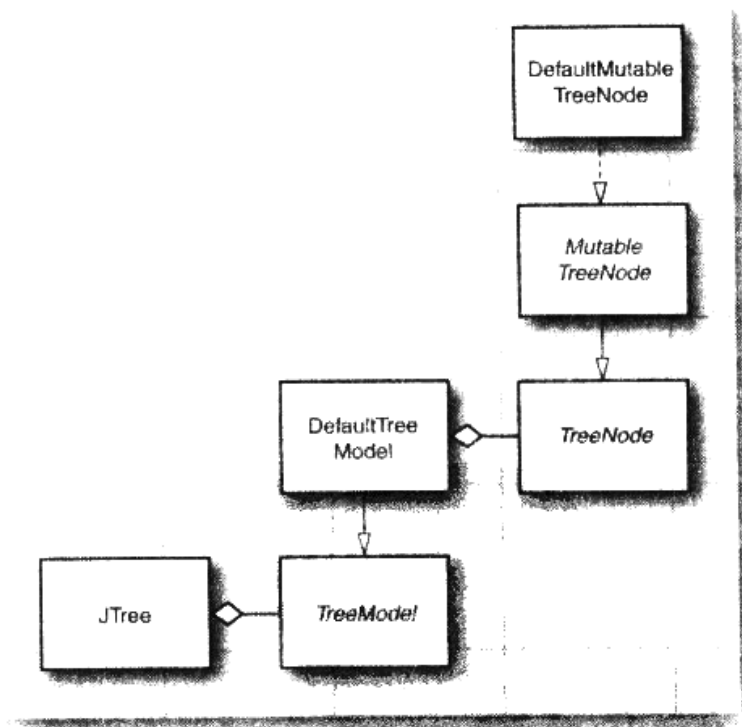 DefaultMutable
TreeNode
Mutable
TreeNode
DefaultTree
Model
TreeNode
JTree
TreeModel